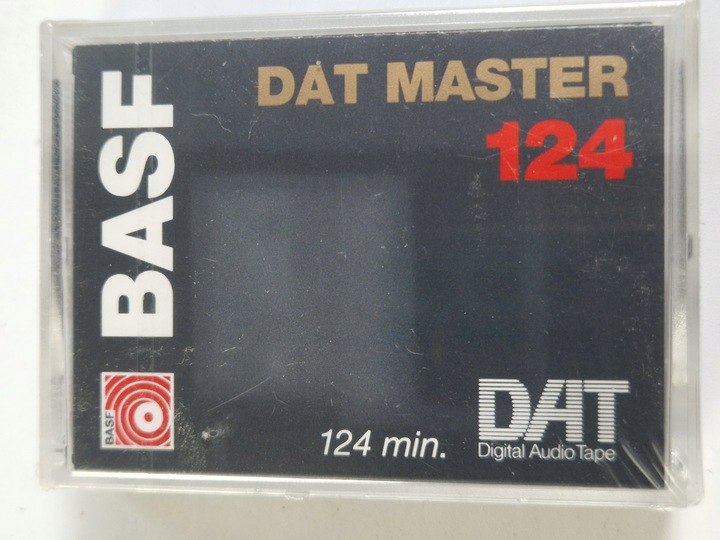 BASF
DAT MASTER
124
BASF
124 min.
DAT
Digital Audio Tape